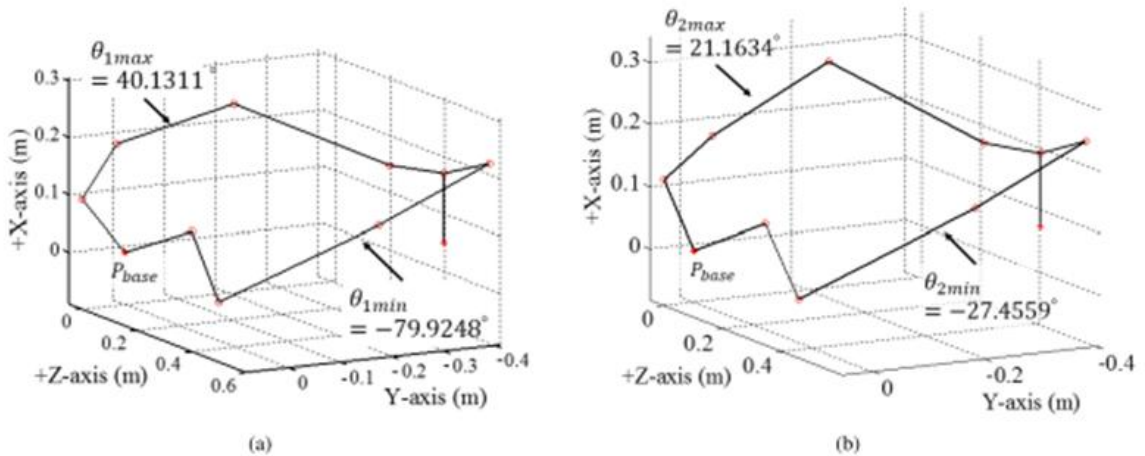 θ1max
= 40.1311°
0.3
0.2
0.1
0
+X-axis (m)
Pbase
θ1min
= −79.9248°
0
0.2
0.4
0.6
+Z-axis (m)
0
-0.1
-0.2
-0.3
-0.4
Y-axis (m)
(a)
θ2max
= 21.1634°
0.3
0.2
0.1
0
+X-axis (m)
Pbase
θ2min
= −27.4559°
0
0.2
0.4
+Z-axis (m)
0
-0.2
-0.4
Y-axis (m)
(b)